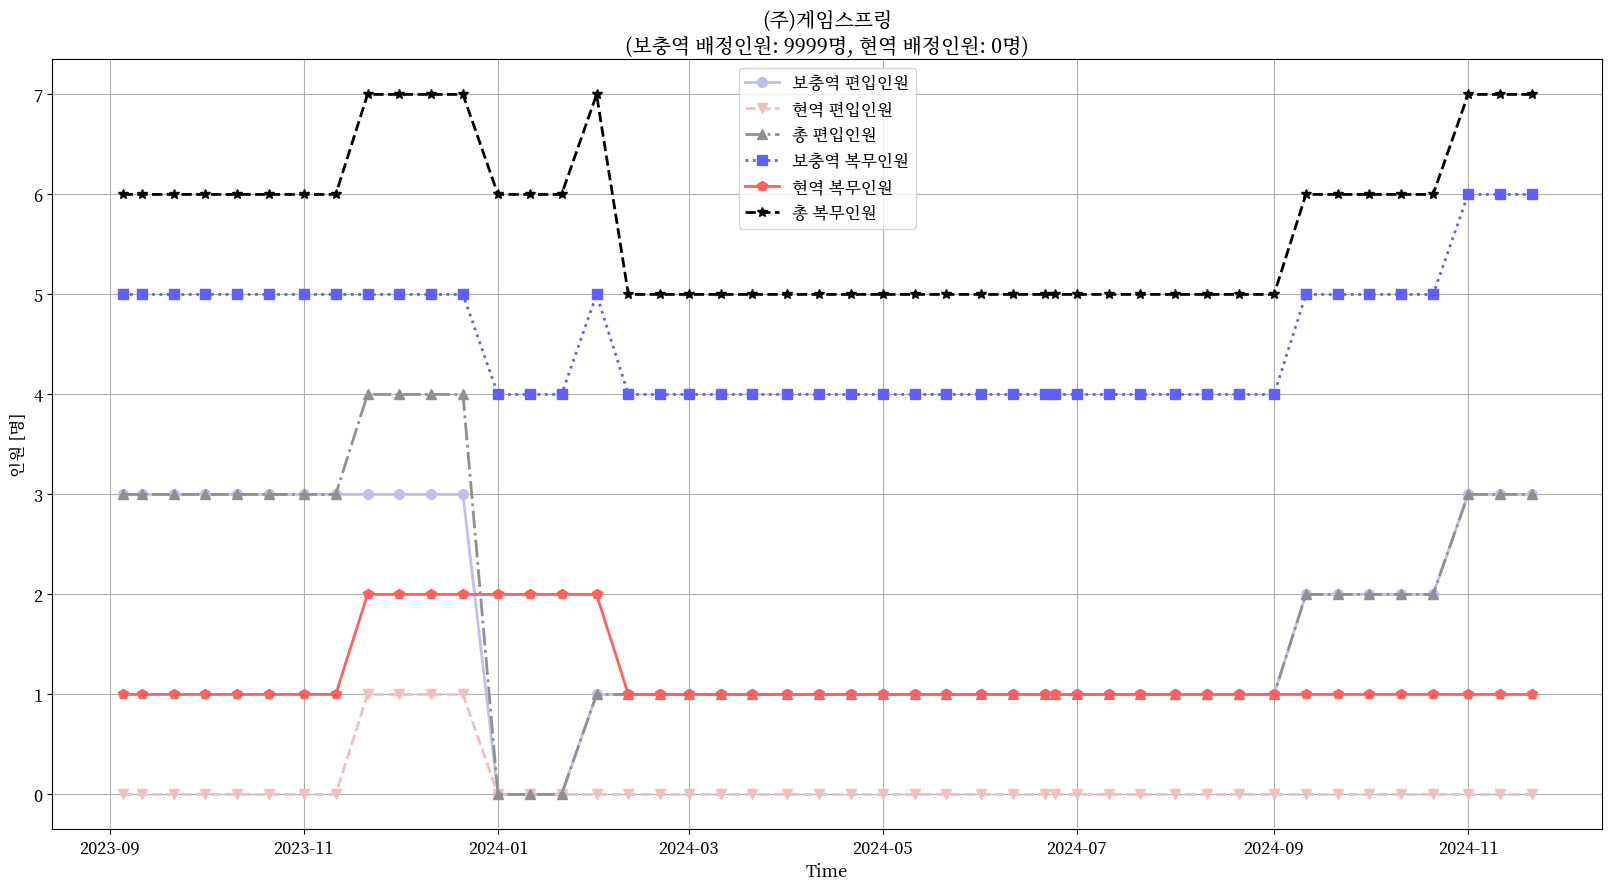 (주)게임스프링
(보충역 배정인원: 9999명, 현역 배정인원: 0명)
보충역 편입인원
현역 편입인원
총 편입인원
보충역 복무인원
현역 복무인원
총 복무인원
인원 [명]
7
6
5
4
3
2
1
0
2023-09 2023-11 2024-01 2024-03 2024-05 2024-07 2024-09 2024-11
Time